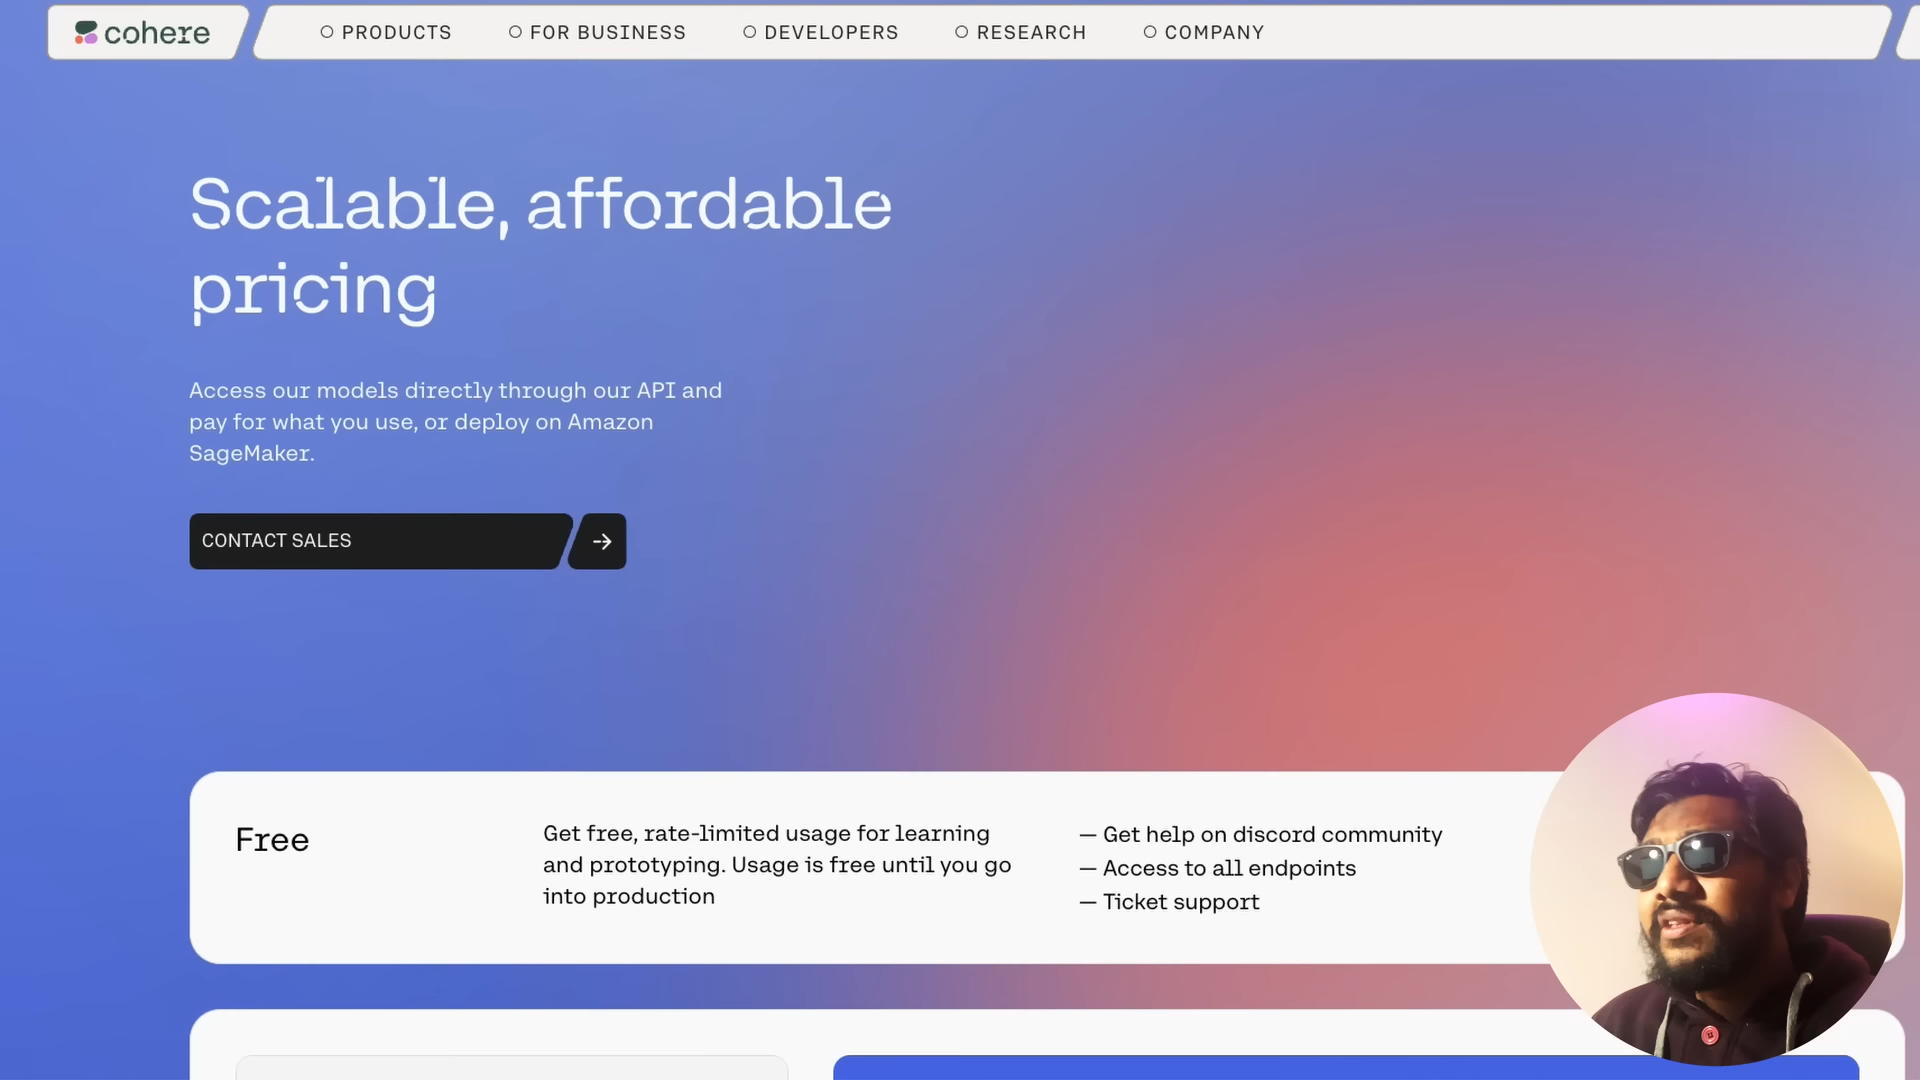 cohere
PRODUCTS
FOR BUSINESS
DEVELOPERS
RESEARCH
COMPANY
Scalable, affordable
pricing
Access our models directly through our API and
pay for what you use, or deploy on Amazon
SageMaker.
CONTACT SALES
Free
Get free, rate-limited usage for learning
and prototyping. Usage is free until you go
into production
— Get help on discord community
— Access to all endpoints
— Ticket support